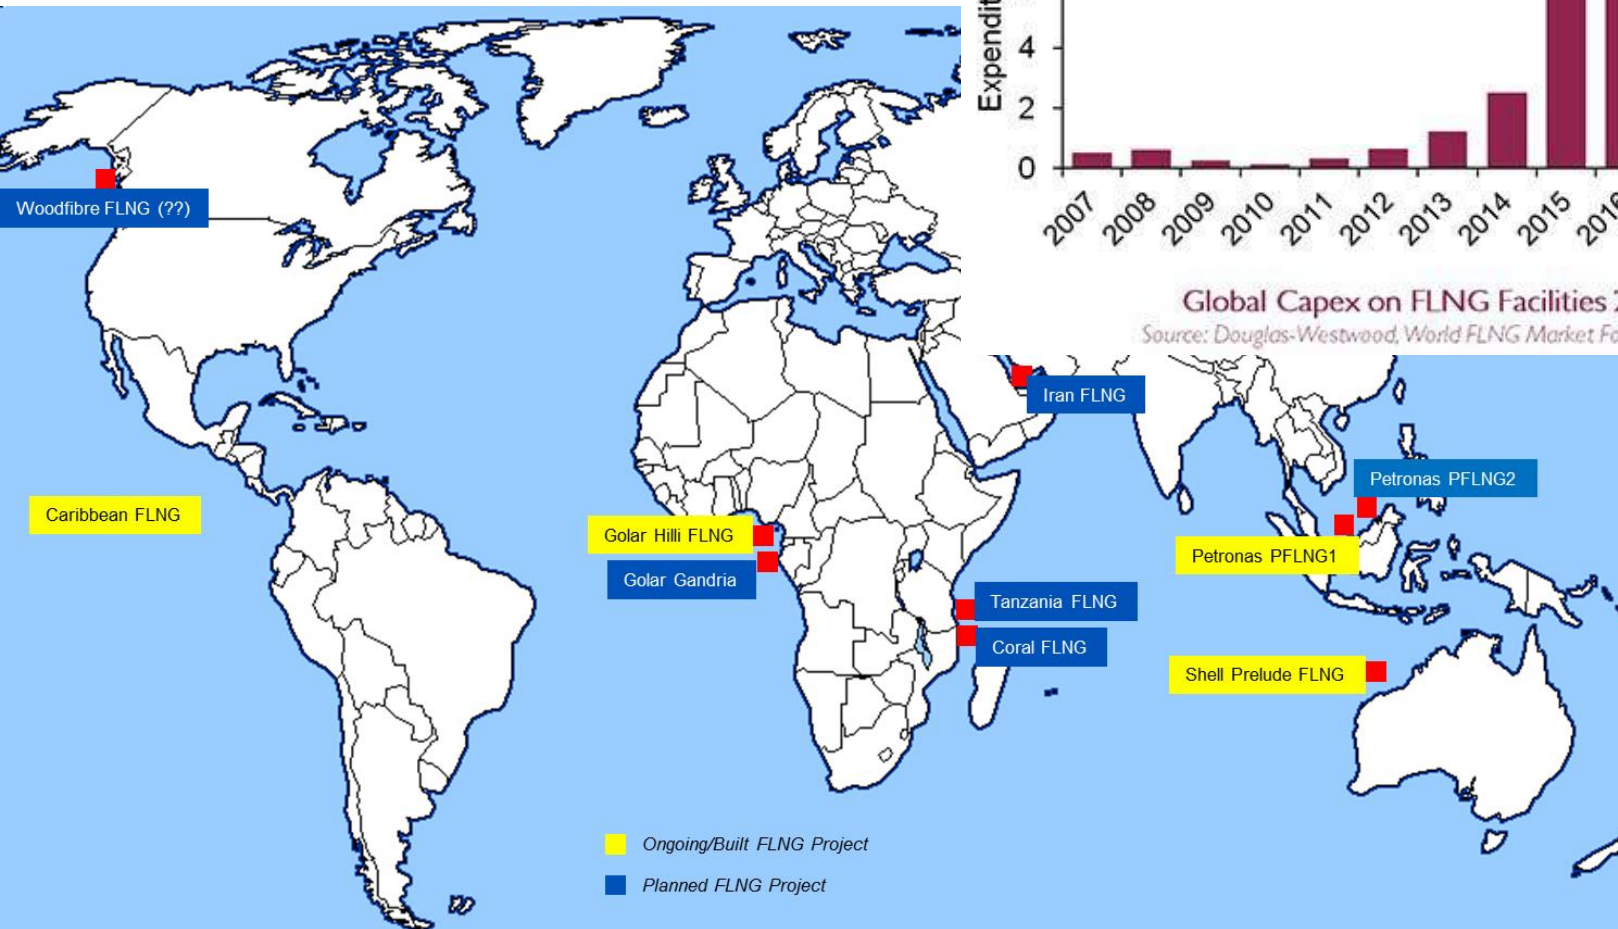 Expendit
4
2
0
2007 2008 2009 2010 2011 2012 2013 2014 2015 2016
Global Capex on FLNG Facilities
Source: Douglas-Westwood, World FLNG Market Fo
Woodfibre FLNG (??)
Iran FLNG
Petronas PFLNG2
Caribbean FLNG
Golar Hilli FLNG
Petronas PFLNG1
Golar Gandria
Tanzania FLNG
Coral FLNG
Shell Prelude FLNG
Ongoing/Built FLNG Project
Planned FLNG Project